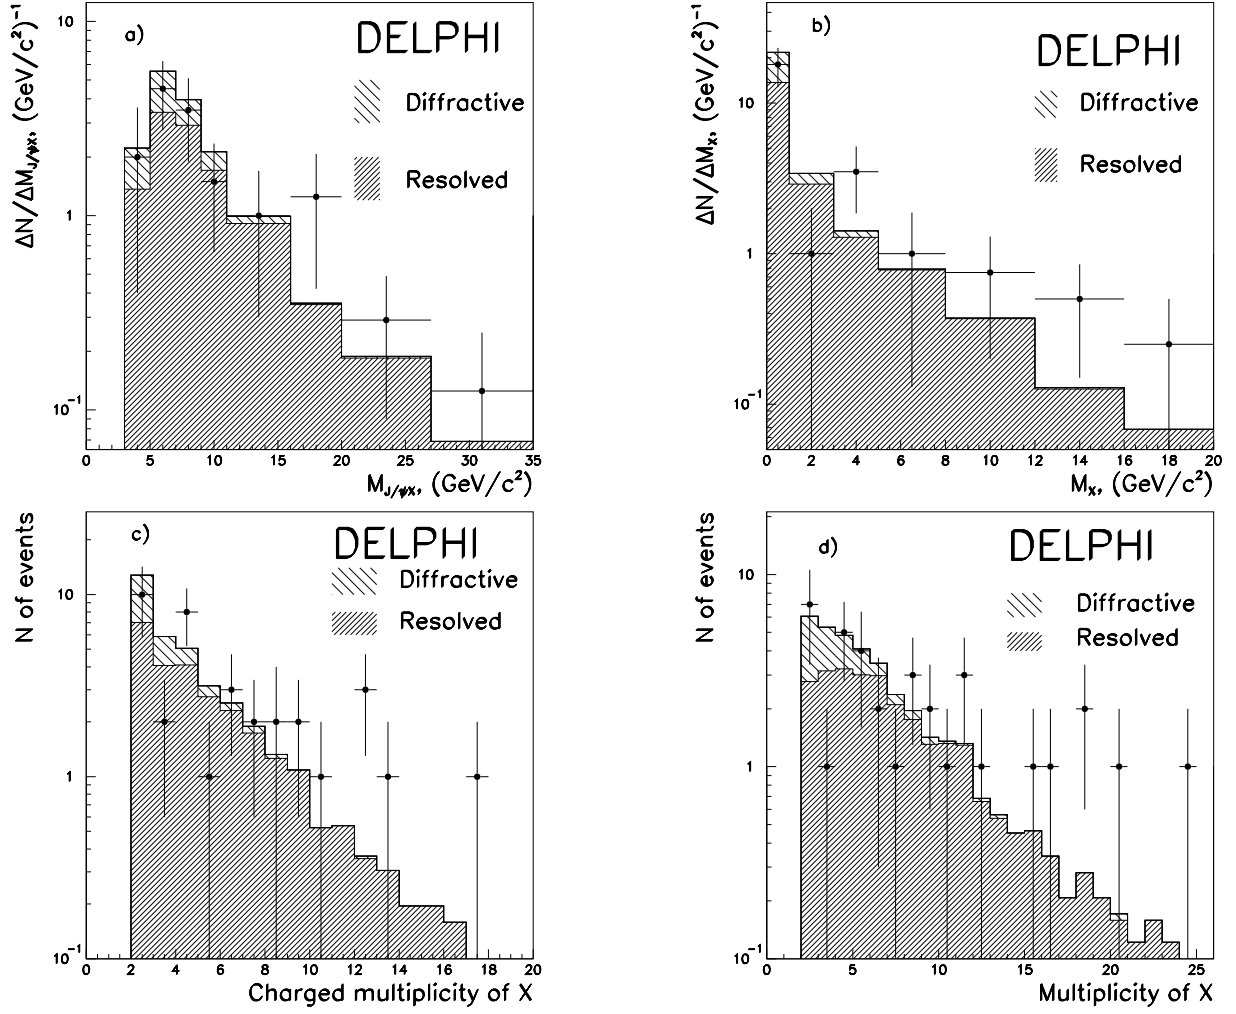 a)
DELPHI
Diffractive
Resolved
ΔN/ΔM_{J/ψX}, (GeV/c²)⁻¹
10
1
10⁻¹
0 5 10 15 20 25 30 35
M_{J/ψX}, (GeV/c²)
b)
DELPHI
Diffractive
Resolved
ΔN/ΔM_X, (GeV/c²)⁻¹
10
1
10⁻¹
0 2 4 6 8 10 12 14 16 18 20
M_X, (GeV/c²)
c)
DELPHI
Diffractive
Resolved
N of events
10
1
10⁻¹
0 2 4 6 8 10 12 14 16 18 20
Charged multiplicity of X
d)
DELPHI
Diffractive
Resolved
N of events
10
1
10⁻¹
0 5 10 15 20 25
Multiplicity of X